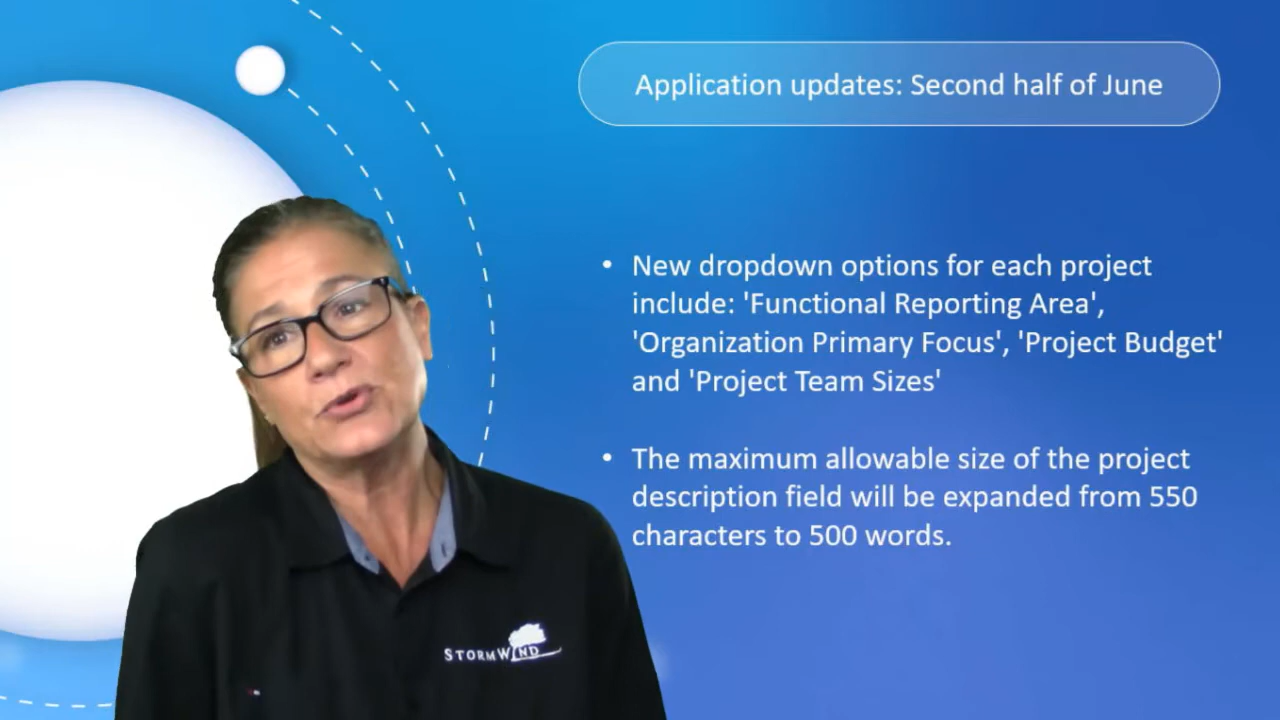 Application updates: Second half of June
• New dropdown options for each project
include: 'Functional Reporting Area',
'Organization Primary Focus', 'Project Budget'
and 'Project Team Sizes'
• The maximum allowable size of the project
description field will be expanded from 550
characters to 500 words.
STORMWIND